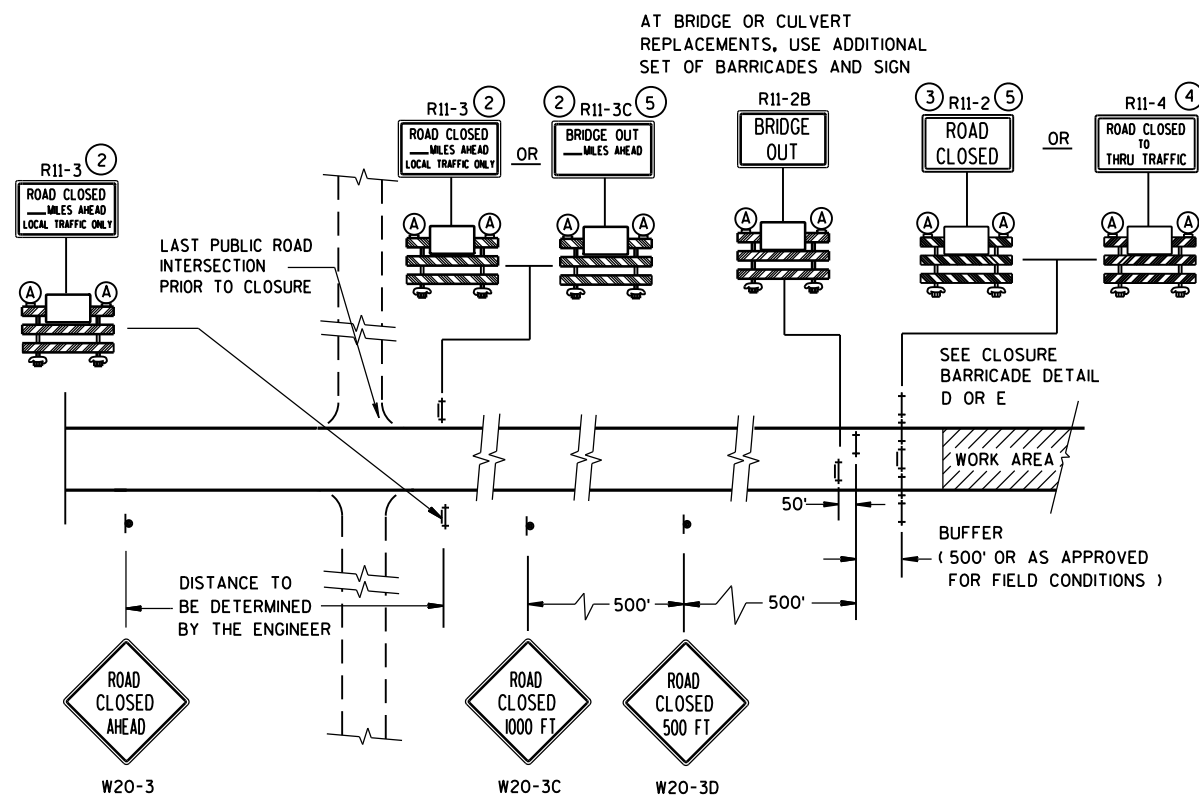 AT BRIDGE OR CULVERT
REPLACEMENTS, USE ADDITIONAL
SET OF BARRICADES AND SIGN
R11-3 2
ROAD CLOSED
___MILES AHEAD
LOCAL TRAFFIC ONLY
A A
LAST PUBLIC ROAD
INTERSECTION
PRIOR TO CLOSURE
R11-3 2
ROAD CLOSED
___MILES AHEAD
LOCAL TRAFFIC ONLY
A A
OR
2 R11-3C 5
BRIDGE OUT
___MILES AHEAD
A A
R11-2B
BRIDGE
OUT
A A
3 R11-2 5
ROAD
CLOSED
A A
OR
R11-4 4
ROAD CLOSED
TO
THRU TRAFFIC
A A
SEE CLOSURE
BARRICADE DETAIL
D OR E
WORK AREA
50'
BUFFER
( 500' OR AS APPROVED
FOR FIELD CONDITIONS )
DISTANCE TO
BE DETERMINED
BY THE ENGINEER
500'
500'
ROAD
CLOSED
AHEAD
W20-3
ROAD
CLOSED
1000 FT
W20-3C
ROAD
CLOSED
500 FT
W20-3D